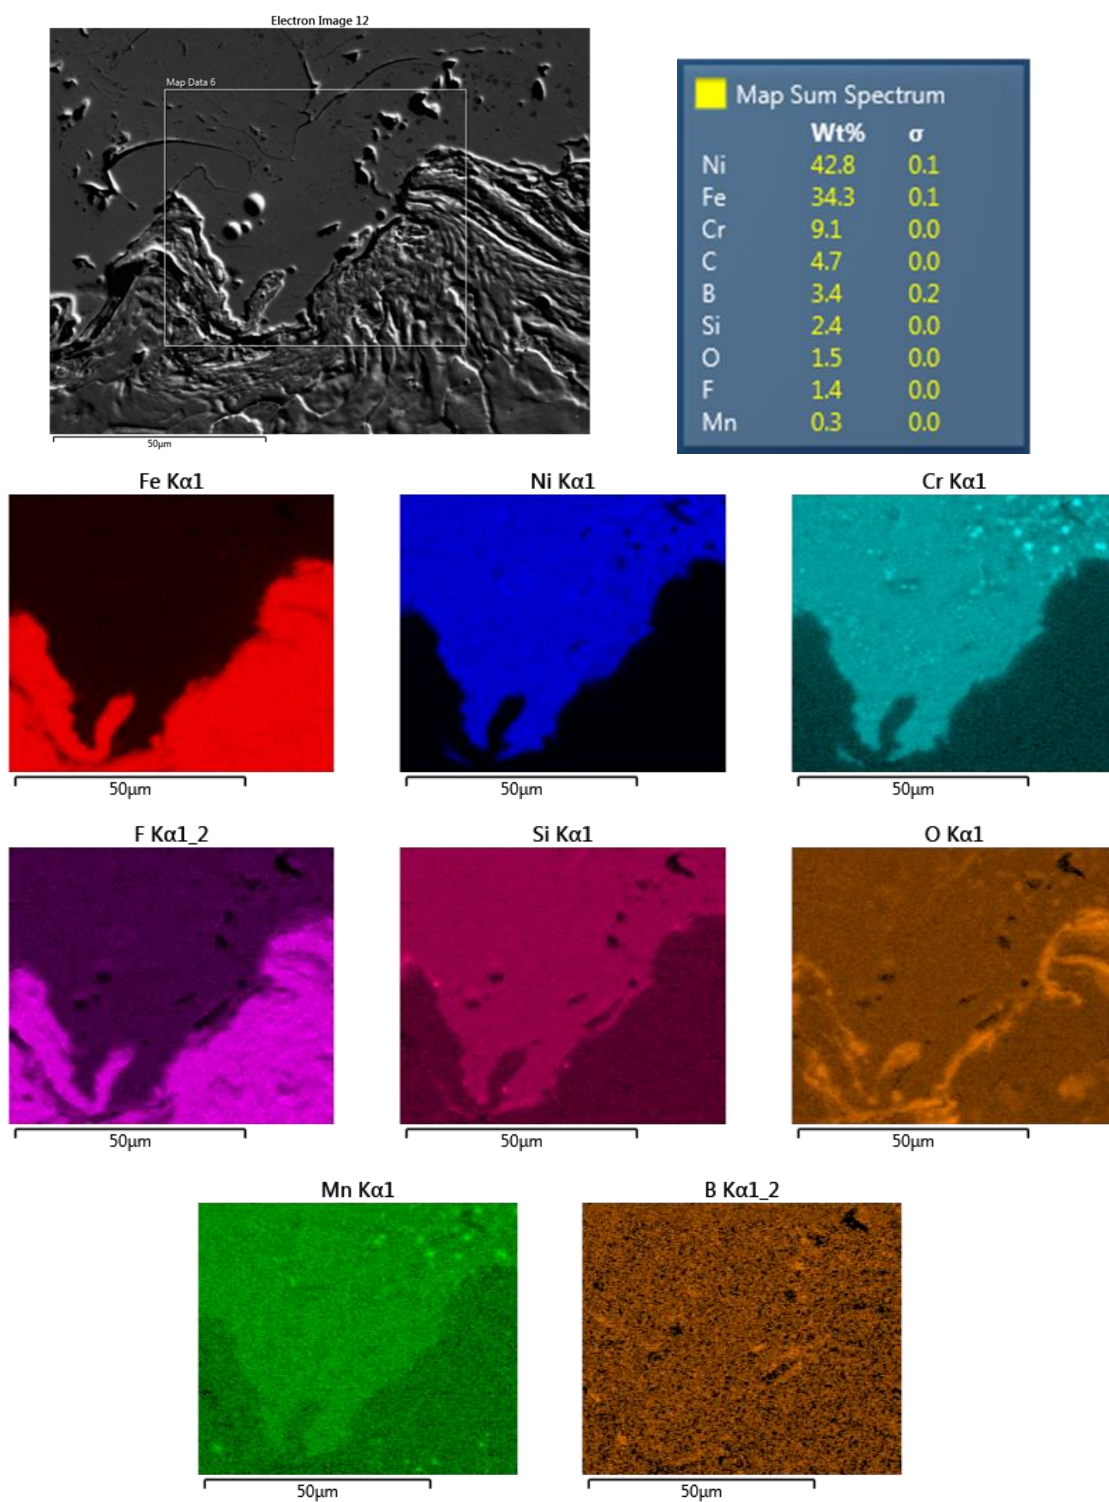 Electron Image 12
Map Data 6
50µm
Map Sum Spectrum
Wt% σ
Ni 42.8 0.1
Fe 34.3 0.1
Cr 9.1 0.0
C 4.7 0.0
B 3.4 0.2
Si 2.4 0.0
O 1.5 0.0
F 1.4 0.0
Mn 0.3 0.0
Fe Kα1 Ni Kα1 Cr Kα1
50µm 50µm 50µm
F Kα1_2 Si Kα1 O Kα1
50µm 50µm 50µm
Mn Kα1 B Kα1_2
50µm 50µm